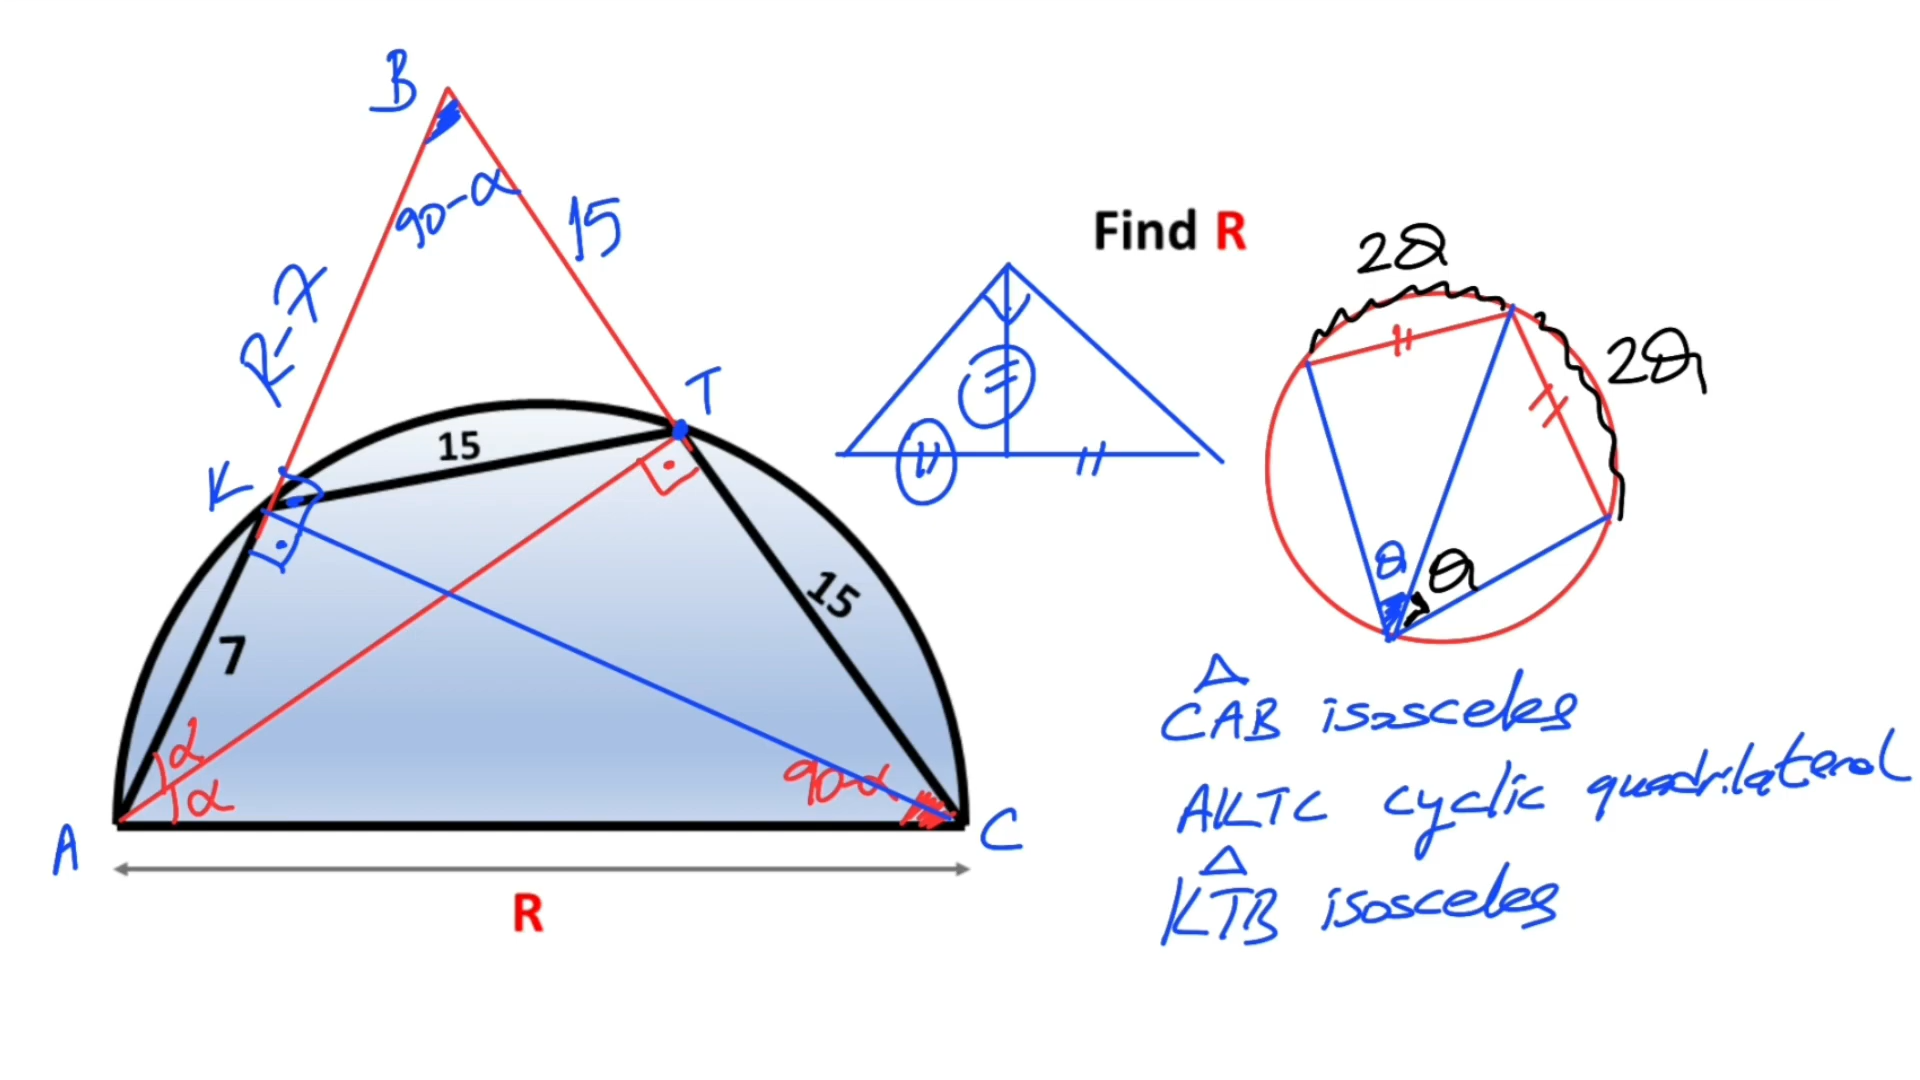 B
90-α
15
R-7
Find R
2θ
2θ
T
K
15
15
7
θ
θ
α
α
90-α
A
C
R
CAB isosceles
AKTC cyclic quadrilateral
KTB isosceles